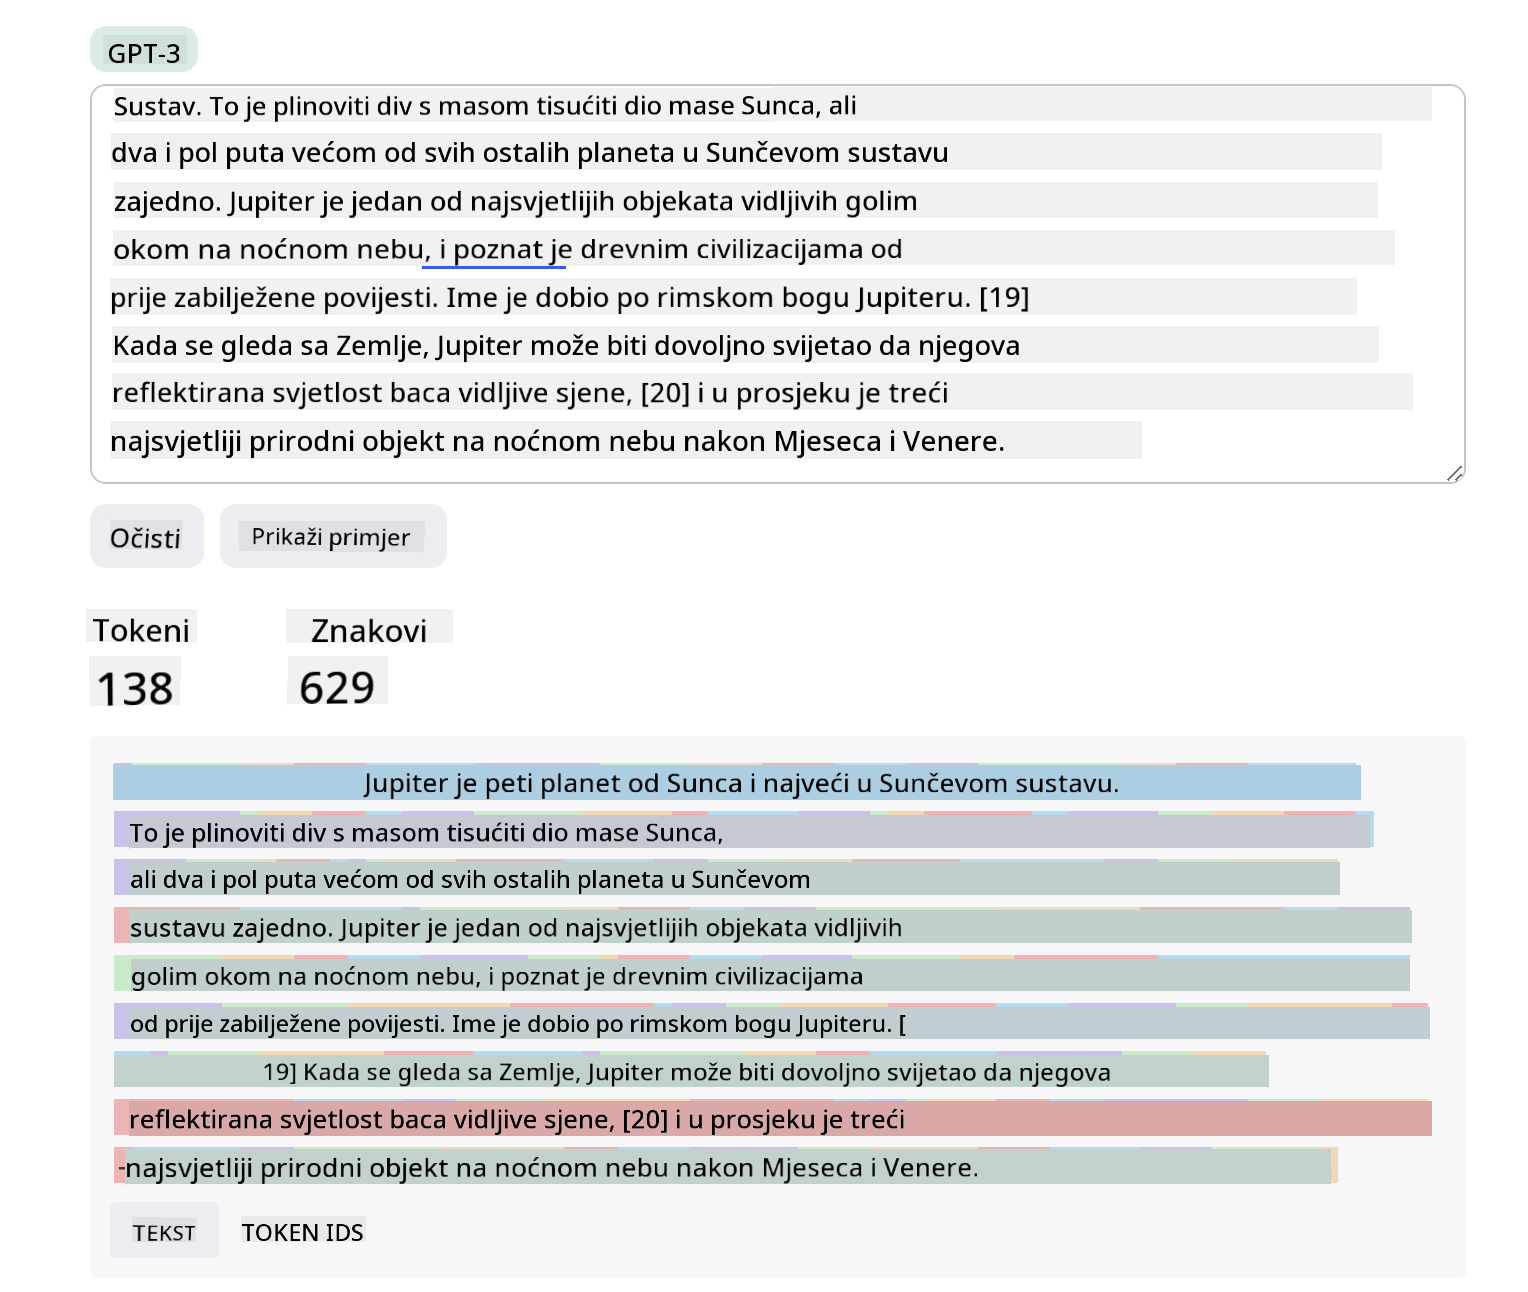 GPT-3
Sustav. To je plinoviti div s masom tisućiti dio mase Sunca, ali
dva i pol puta većom od svih ostalih planeta u Sunčevom sustavu
zajedno. Jupiter je jedan od najsvjetlijih objekata vidljivih golim
okom na noćnom nebu, i poznat je drevnim civilizacijama od
prije zabilježene povijesti. Ime je dobio po rimskom bogu Jupiteru. [19]
Kada se gleda sa Zemlje, Jupiter može biti dovoljno svijetao da njegova
reflektirana svjetlost baca vidljive sjene, [20] i u prosjeku je treći
najsvjetliji prirodni objekt na noćnom nebu nakon Mjeseca i Venere.
Očisti
Prikaži primjer
Tokeni
Znakovi
138
629
Jupiter je peti planet od Sunca i najveći u Sunčevom sustavu.
To je plinoviti div s masom tisućiti dio mase Sunca,
ali dva i pol puta većom od svih ostalih planeta u Sunčevom
sustavu zajedno. Jupiter je jedan od najsvjetlijih objekata vidljivih
golim okom na noćnom nebu, i poznat je drevnim civilizacijama
od prije zabilježene povijesti. Ime je dobio po rimskom bogu Jupiteru. [
19] Kada se gleda sa Zemlje, Jupiter može biti dovoljno svijetao da njegova
reflektirana svjetlost baca vidljive sjene, [20] i u prosjeku je treći
-najsvjetliji prirodni objekt na noćnom nebu nakon Mjeseca i Venere.
TEKST
TOKEN IDS